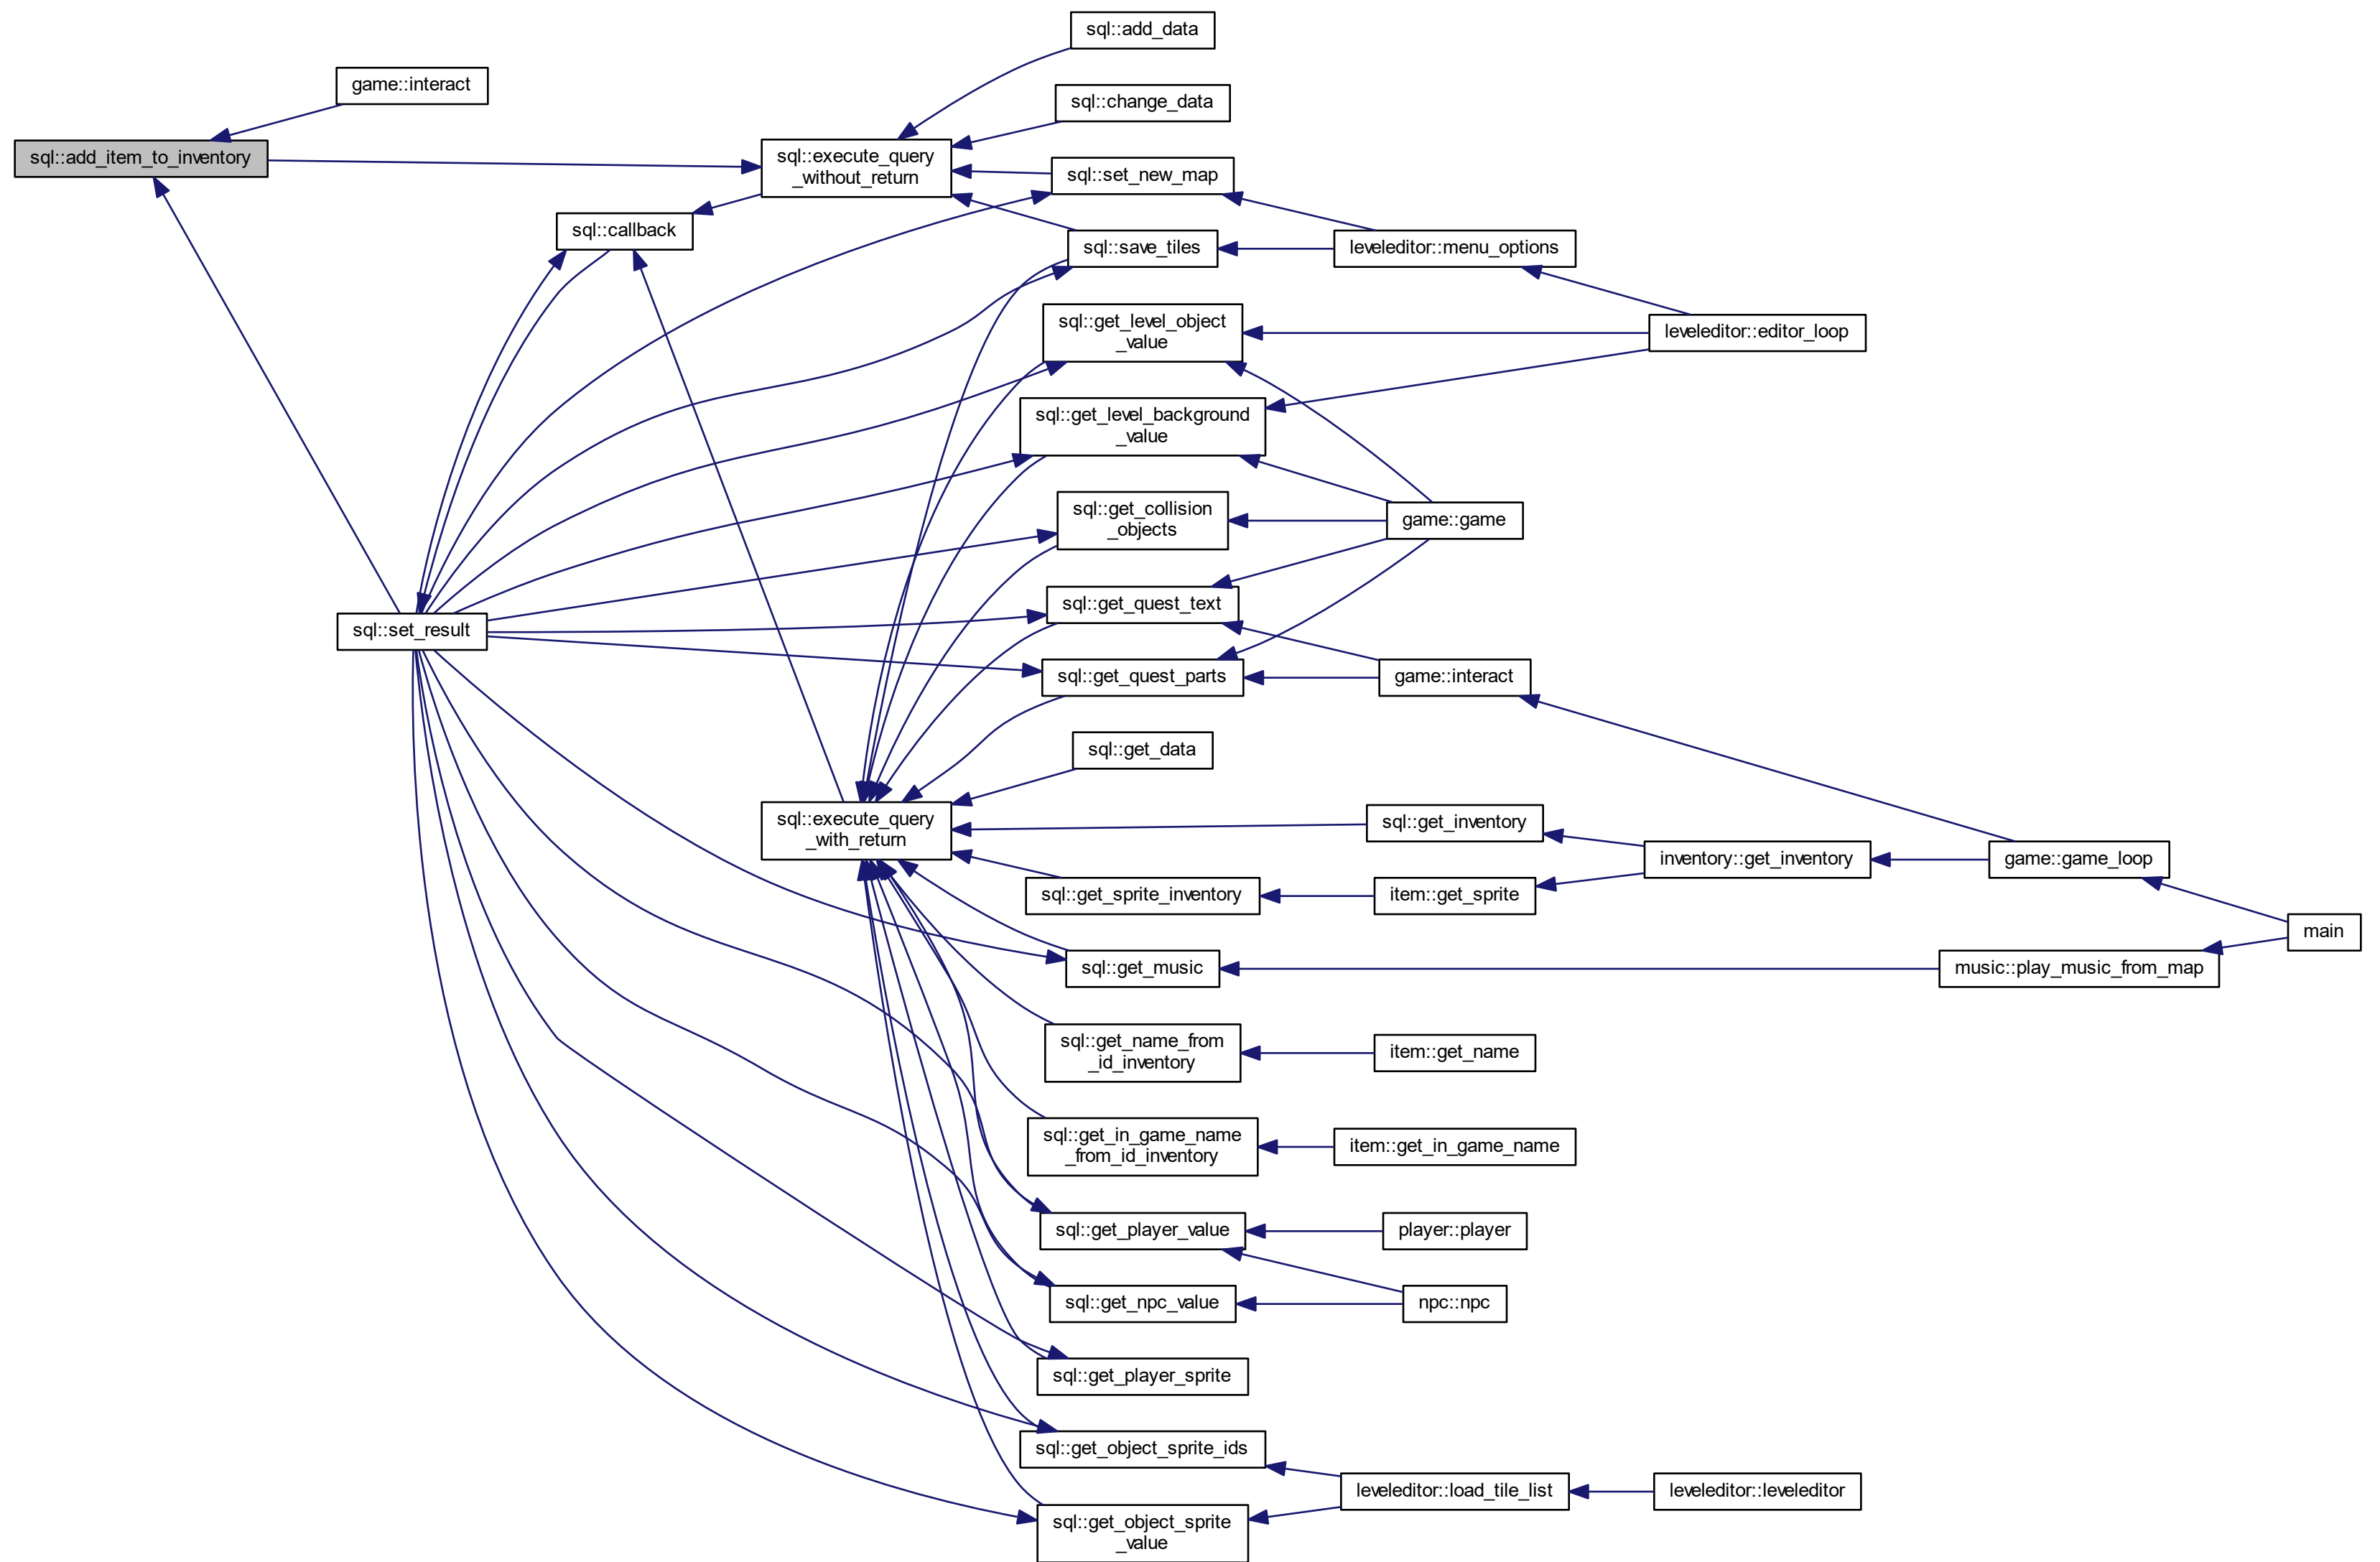 sql::add_item_to_inventory
game::interact
sql::set_result
sql::callback
sql::execute_query
_without_return
sql::execute_query
_with_return
sql::add_data
sql::change_data
sql::set_new_map
sql::save_tiles
sql::get_level_object
_value
sql::get_level_background
_value
sql::get_collision
_objects
sql::get_quest_text
sql::get_quest_parts
sql::get_data
sql::get_inventory
sql::get_sprite_inventory
sql::get_music
sql::get_name_from
_id_inventory
sql::get_in_game_name
_from_id_inventory
sql::get_player_value
sql::get_npc_value
sql::get_player_sprite
sql::get_object_sprite_ids
sql::get_object_sprite
_value
leveleditor::menu_options
leveleditor::editor_loop
game::game
game::interact
item::get_sprite
inventory::get_inventory
game::game_loop
main
music::play_music_from_map
item::get_name
item::get_in_game_name
player::player
npc::npc
leveleditor::load_tile_list
leveleditor::leveleditor